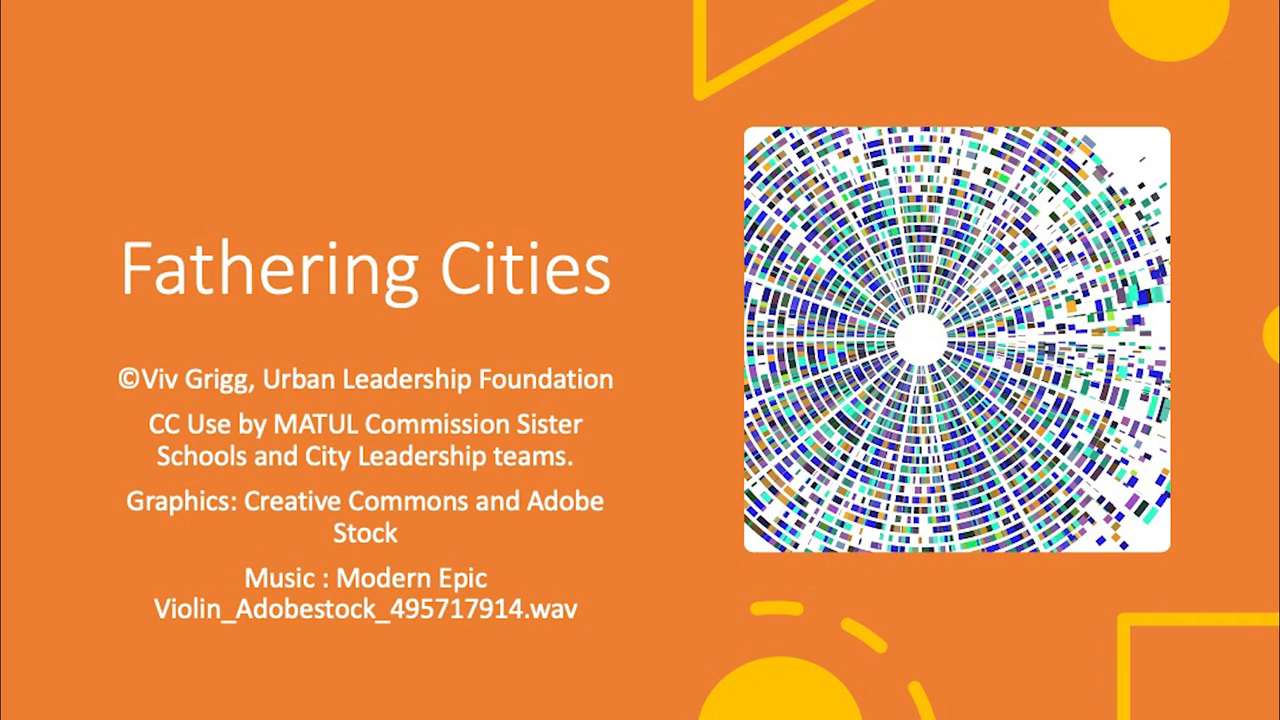 Fathering Cities
©Viv Grigg, Urban Leadership Foundation
CC Use by MATUL Commission Sister
Schools and City Leadership teams.
Graphics: Creative Commons and Adobe
Stock
Music : Modern Epic
Violin_Adobestock_495717914.wav